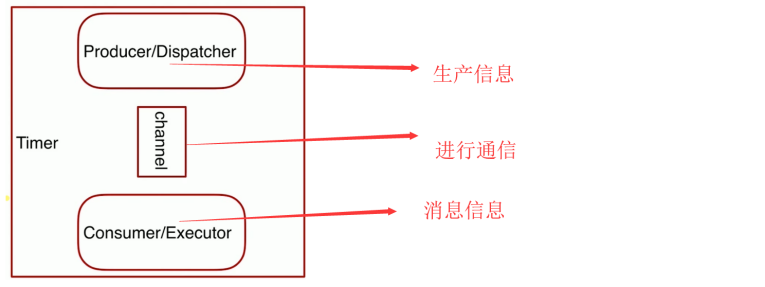 Producer/Dispatcher
生产信息
channel
进行通信
Timer
消息信息
Consumer/Executor